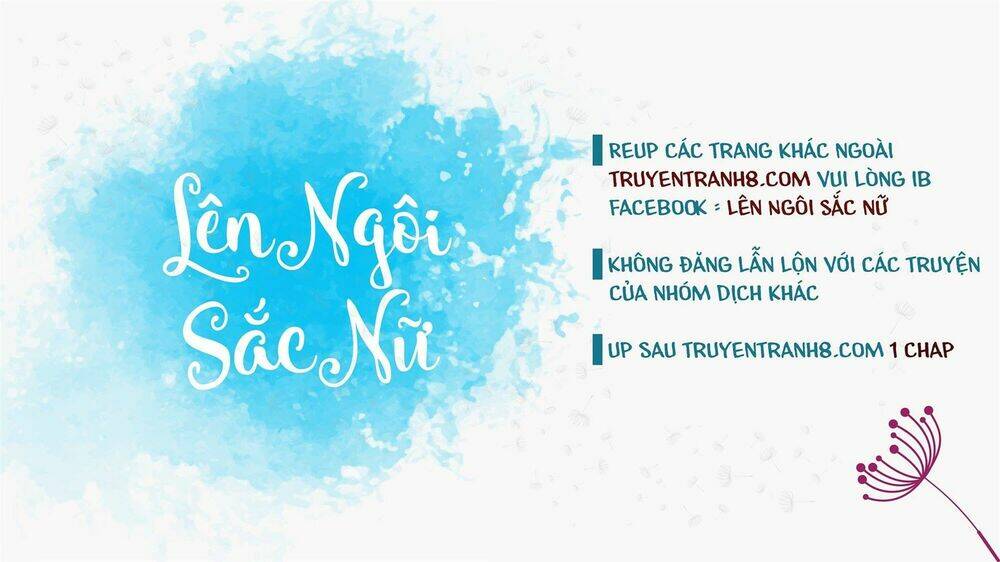 Lên Ngôi
Sắc Nữ
REUP CÁC TRANG KHÁC NGOÀI
TRUYENTRANH8.COM VUI LÒNG IB
FACEBOOK : LÊN NGÔI SẮC NỮ
KHÔNG ĐĂNG LẪN LỘN VỚI CÁC TRUYỆN
CỦA NHÓM DỊCH KHÁC
UP SAU TRUYENTRANH8.COM 1 CHAP